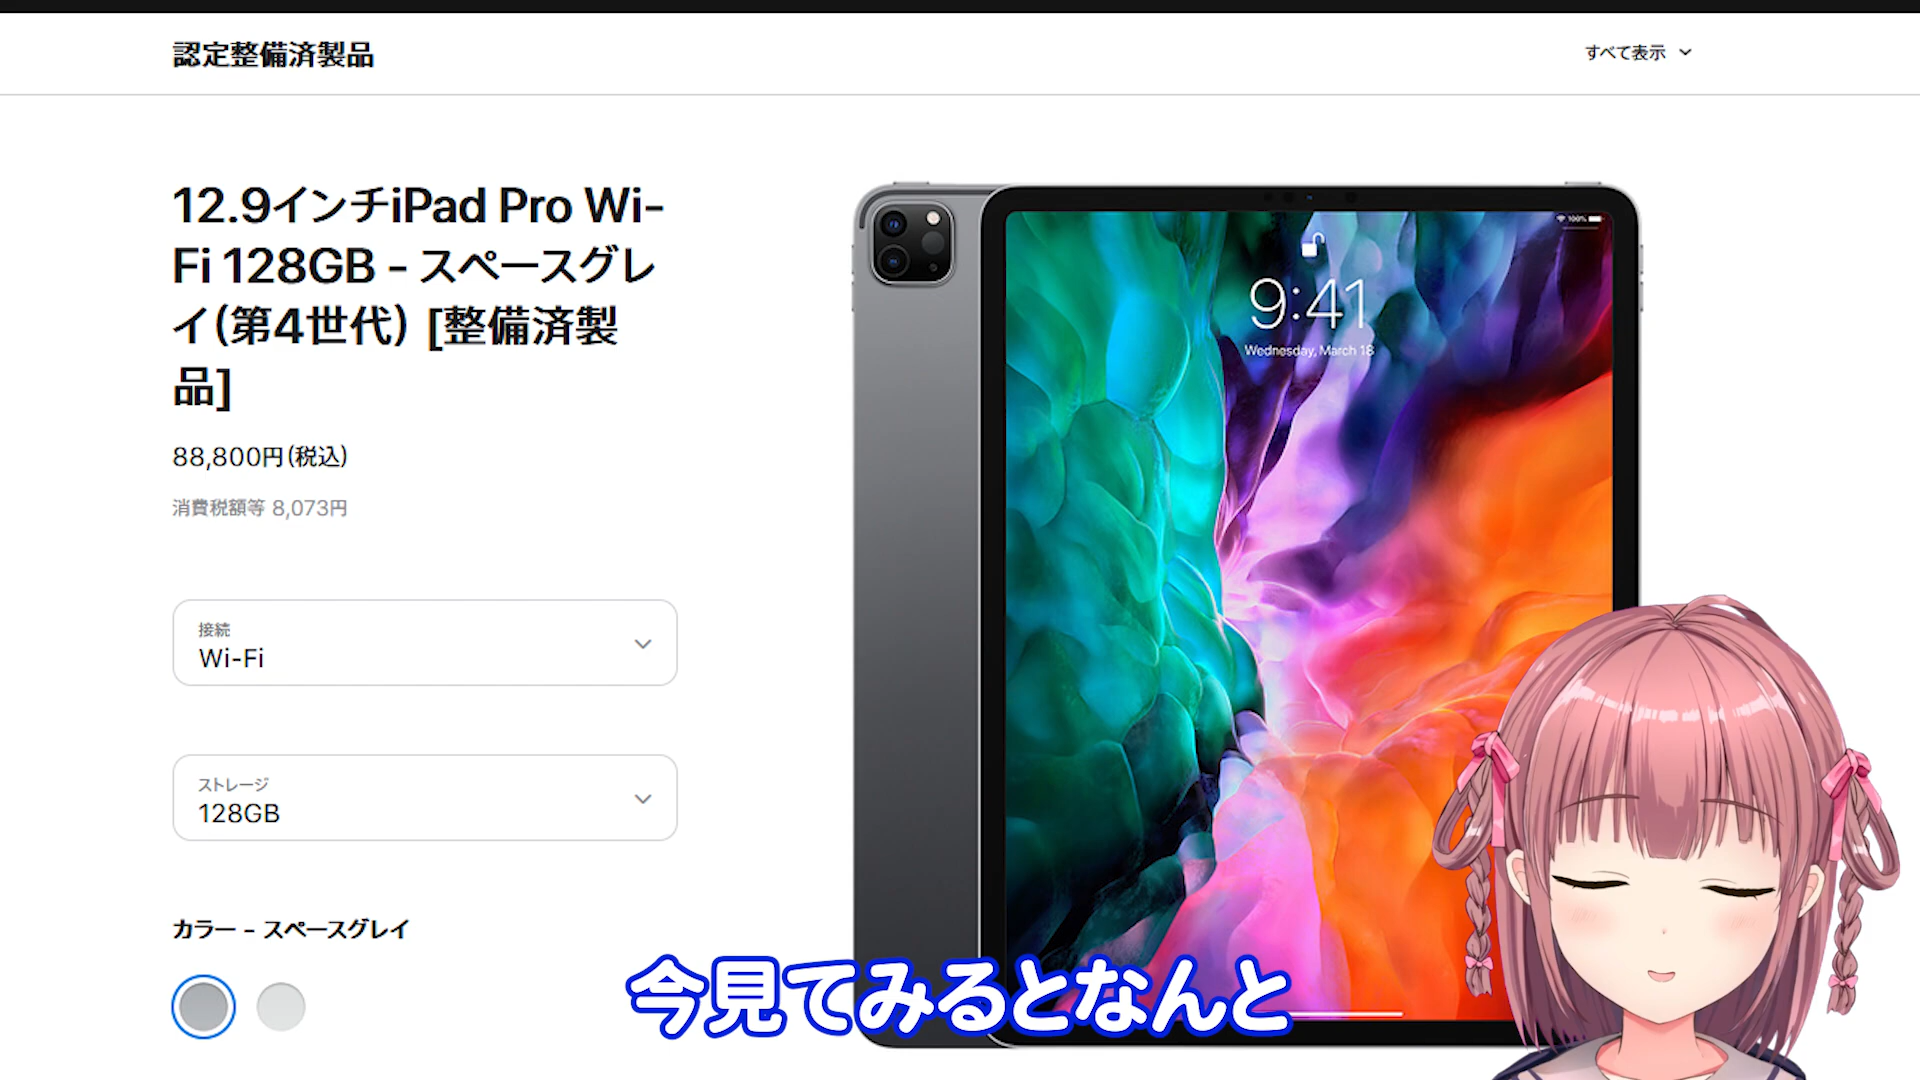 認定整備済製品
すべて表示
12.9インチiPad Pro Wi-
Fi 128GB - スペースグレ
イ(第4世代) [整備済製
品]
88,800円(税込)
消費税額等 8,073円
接続
Wi-Fi
ストレージ
128GB
カラー - スペースグレイ
100%
9:41
Wednesday, March 18
今見てみるとなんと